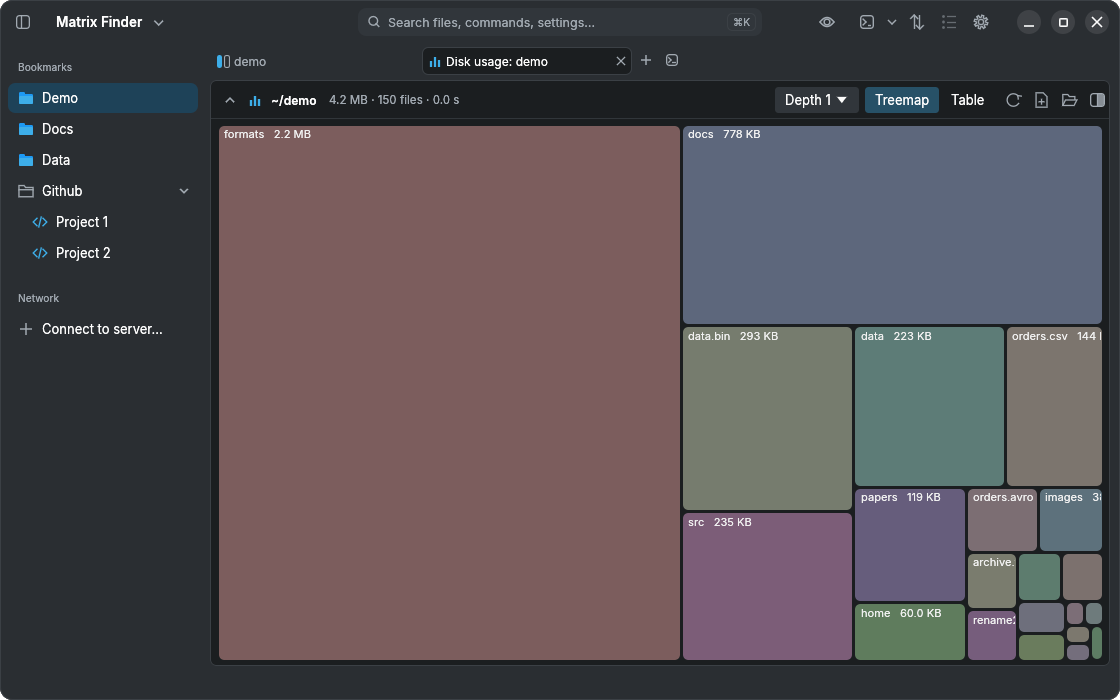 Matrix Finder
Search files, commands, settings...
⌘K
Bookmarks
Demo
Docs
Data
Github
Project 1
Project 2
Network
Connect to server...
demo
Disk usage: demo
~/demo 4.2 MB · 150 files · 0.0 s
Depth 1
Treemap
Table
formats 2.2 MB
docs 778 KB
data.bin 293 KB
data 223 KB
orders.csv 144
src 235 KB
papers 119 KB
orders.avro
images
archive.
home 60.0 KB